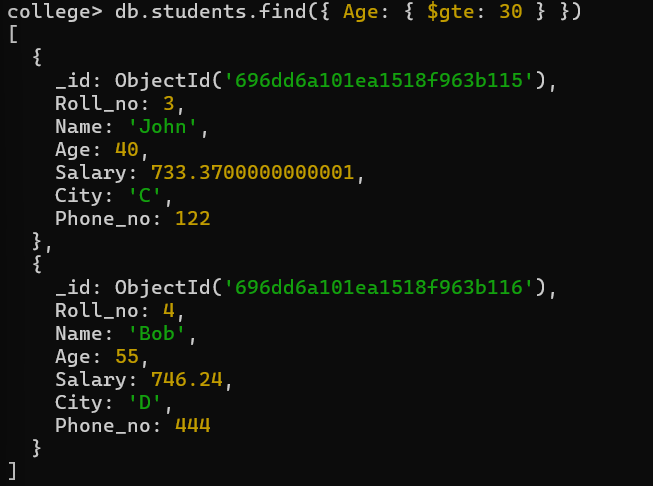 college> db.students.find({ Age: { $gte: 30 } })
[
  {
    _id: ObjectId('696dd6a101ea1518f963b115'),
    Roll_no: 3,
    Name: 'John',
    Age: 40,
    Salary: 733.3700000000001,
    City: 'C',
    Phone_no: 122
  },
  {
    _id: ObjectId('696dd6a101ea1518f963b116'),
    Roll_no: 4,
    Name: 'Bob',
    Age: 55,
    Salary: 746.24,
    City: 'D',
    Phone_no: 444
  }
]